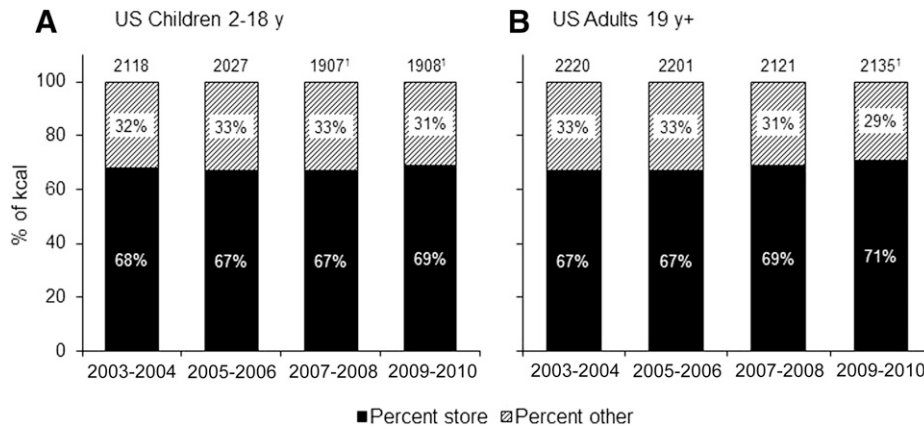 A US Children 2-18 y
2118 2027 1907¹ 1908¹
100
80
60
40
20
0
% of kcal
32% 33% 33% 31%
68% 67% 67% 69%
2003-2004 2005-2006 2007-2008 2009-2010
B US Adults 19 y+
2220 2201 2121 2135¹
33% 33% 31% 29%
67% 67% 69% 71%
2003-2004 2005-2006 2007-2008 2009-2010
Percent store Percent other